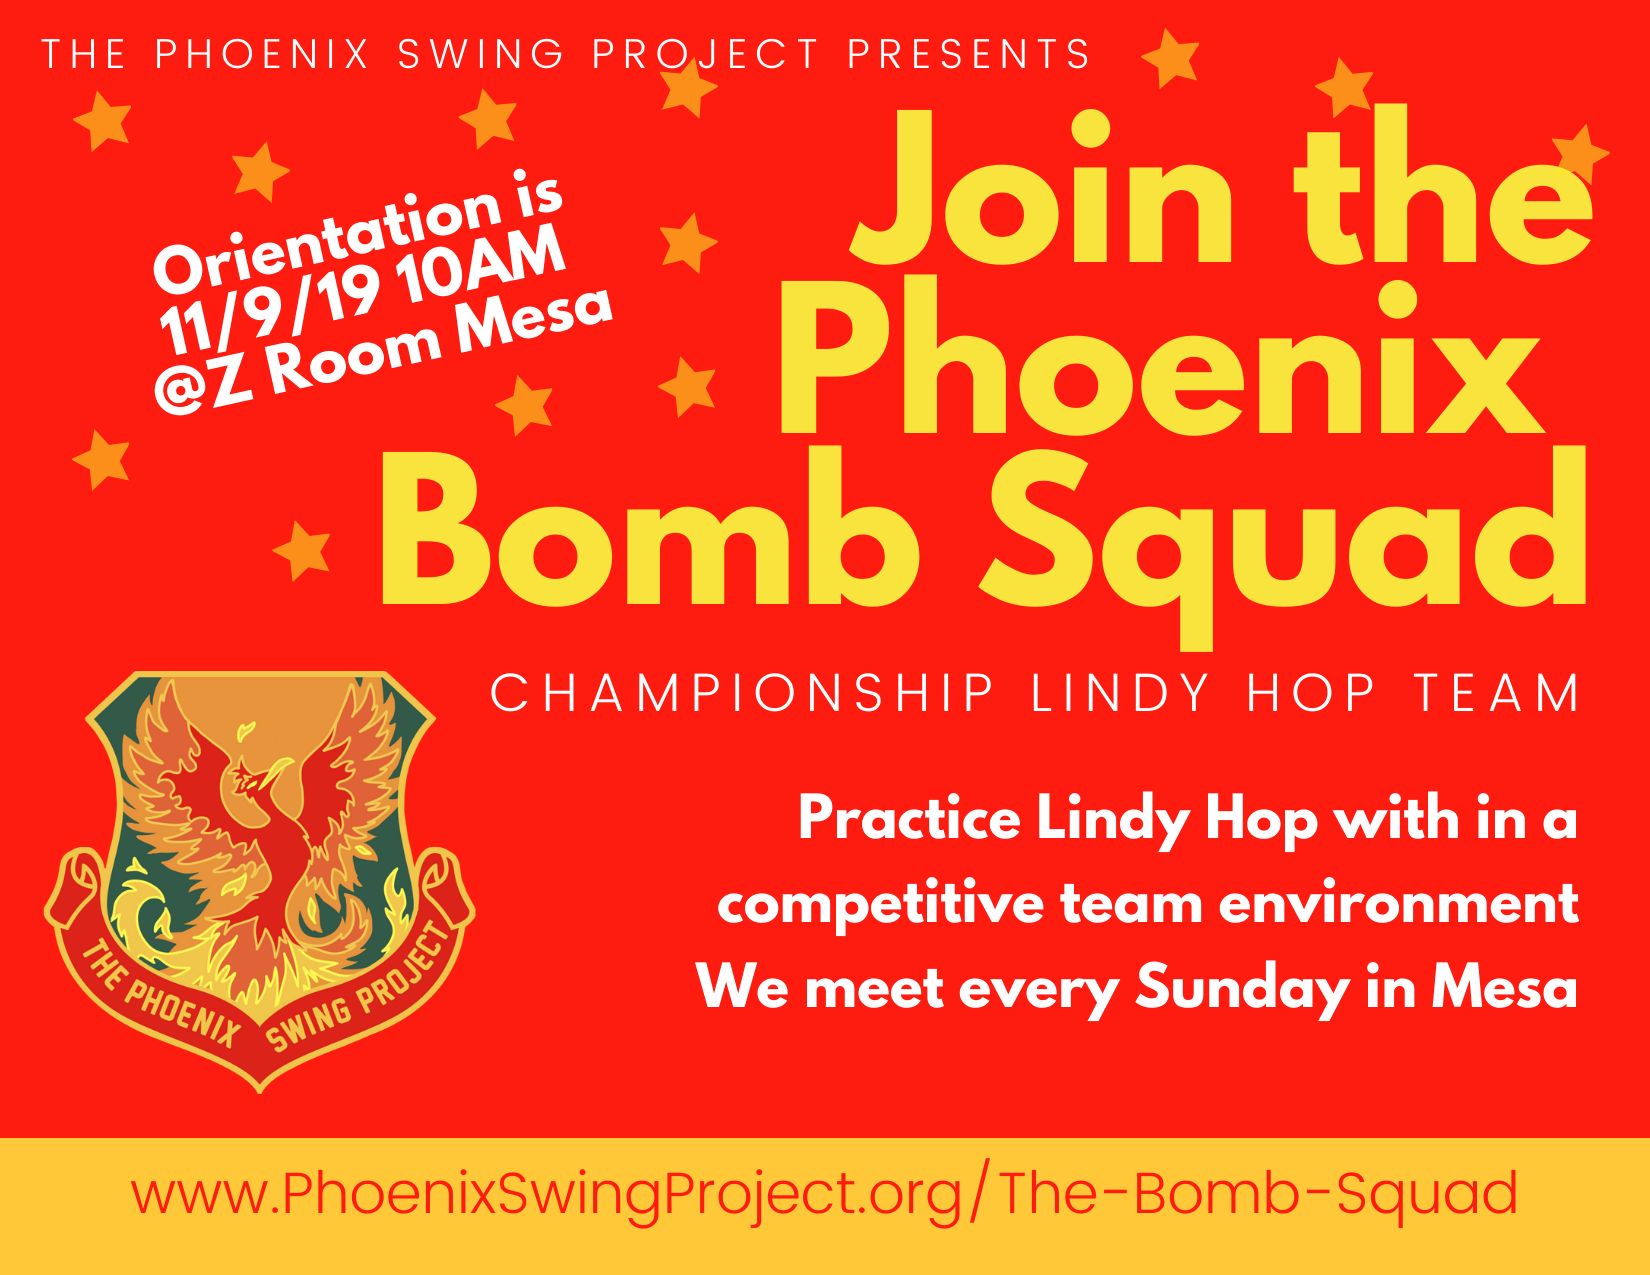 THE PHOENIX SWING PROJECT PRESENTS
Orientation is
11/9/19 10AM
@Z Room Mesa
Join the
Phoenix
Bomb Squad
CHAMPIONSHIP LINDY HOP TEAM
Practice Lindy Hop with in a
competitive team environment
We meet every Sunday in Mesa
THE PHOENIX SWING PROJECT
www.PhoenixSwingProject.org/The-Bomb-Squad